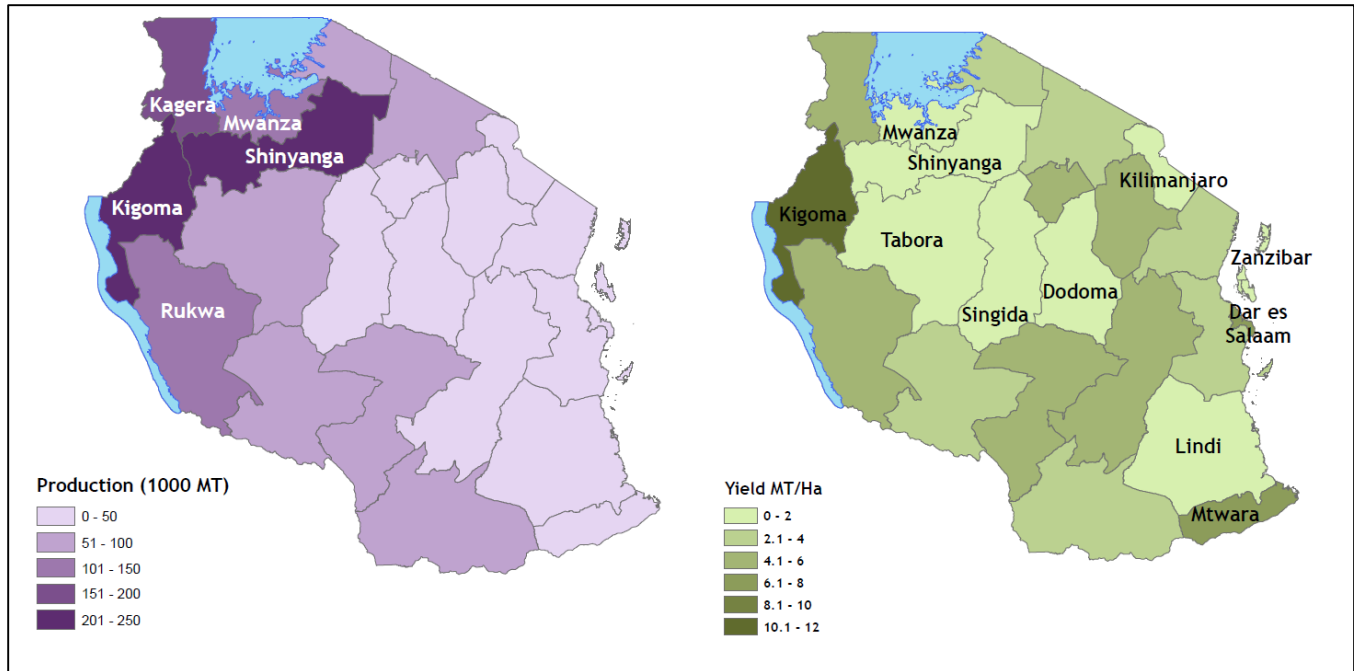 Kagera
Mwanza
Shinyanga
Kigoma
Rukwa
Production (1000 MT)
0 - 50
51 - 100
101 - 150
151 - 200
201 - 250
Mwanza
Shinyanga
Kilimanjaro
Kigoma
Tabora
Zanzibar
Dodoma
Singida
Dar es
Salaam
Lindi
Mtwara
Yield MT/Ha
0 - 2
2.1 - 4
4.1 - 6
6.1 - 8
8.1 - 10
10.1 - 12